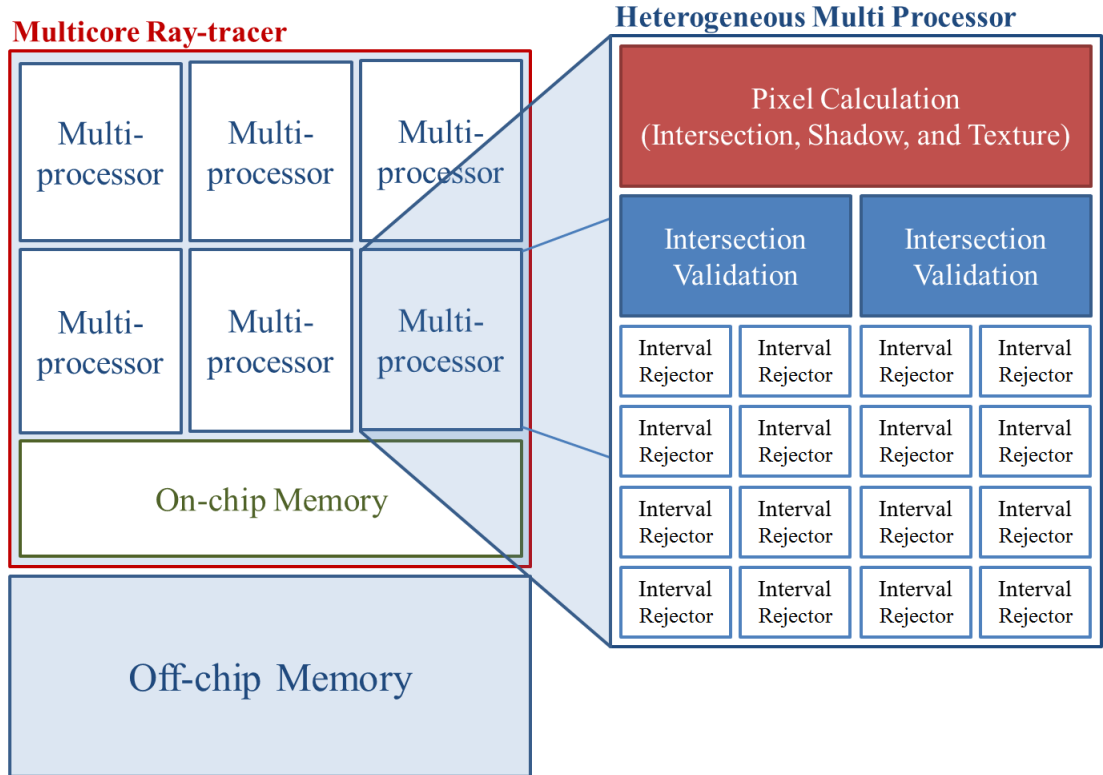 Multicore Ray-tracer
Multi-
processor
Multi-
processor
Multi-
processor
Multi-
processor
Multi-
processor
Multi-
processor
On-chip Memory
Off-chip Memory
Heterogeneous Multi Processor
Pixel Calculation
(Intersection, Shadow, and Texture)
Intersection
Validation
Intersection
Validation
Interval
Rejector
Interval
Rejector
Interval
Rejector
Interval
Rejector
Interval
Rejector
Interval
Rejector
Interval
Rejector
Interval
Rejector
Interval
Rejector
Interval
Rejector
Interval
Rejector
Interval
Rejector
Interval
Rejector
Interval
Rejector
Interval
Rejector
Interval
Rejector